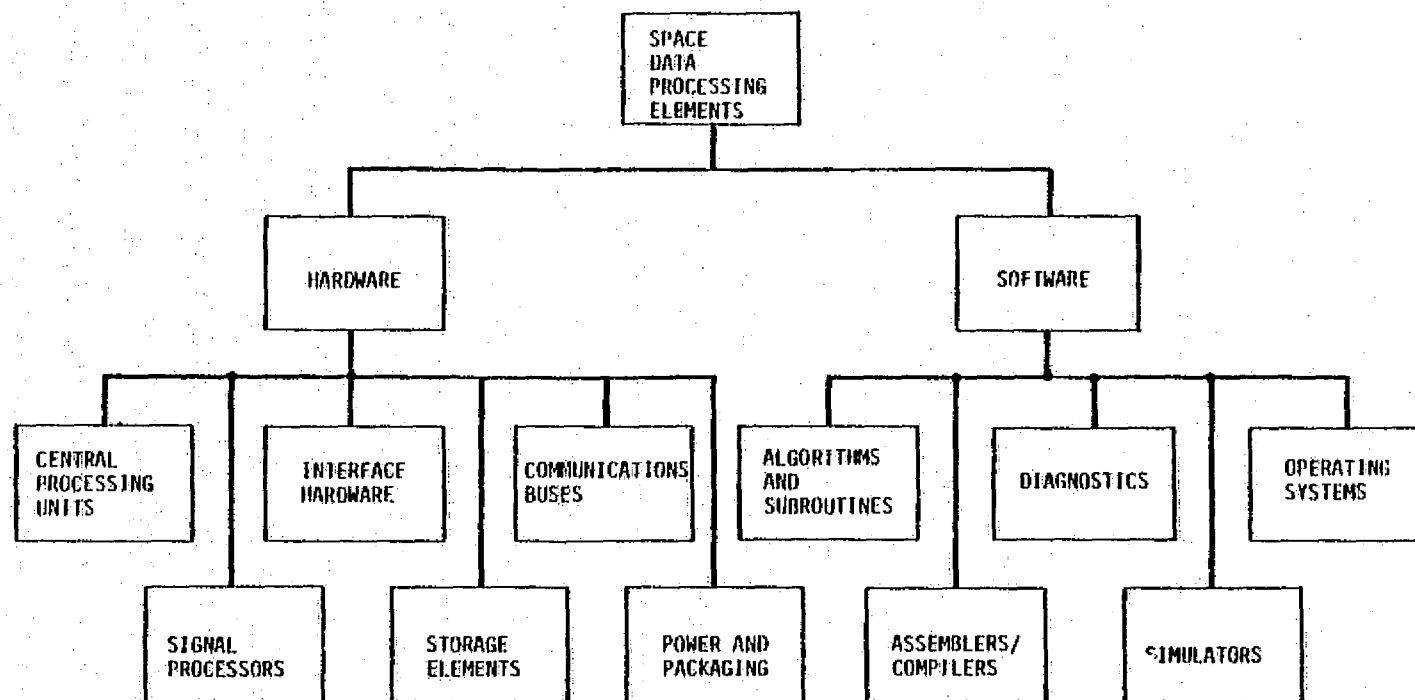 SPACE
DATA
PROCESSING
ELEMENTS
HARDWARE
SOFTWARE
CENTRAL
PROCESSING
UNITS
INTERFACE
HARDWARE
COMMUNICATIONS
BUSES
ALGORITHMS
AND
SUBROUTINES
DIAGNOSTICS
OPERATING
SYSTEMS
SIGNAL
PROCESSORS
STORAGE
ELEMENTS
POWER AND
PACKAGING
ASSEMBLERS/
COMPILERS
SIMULATORS